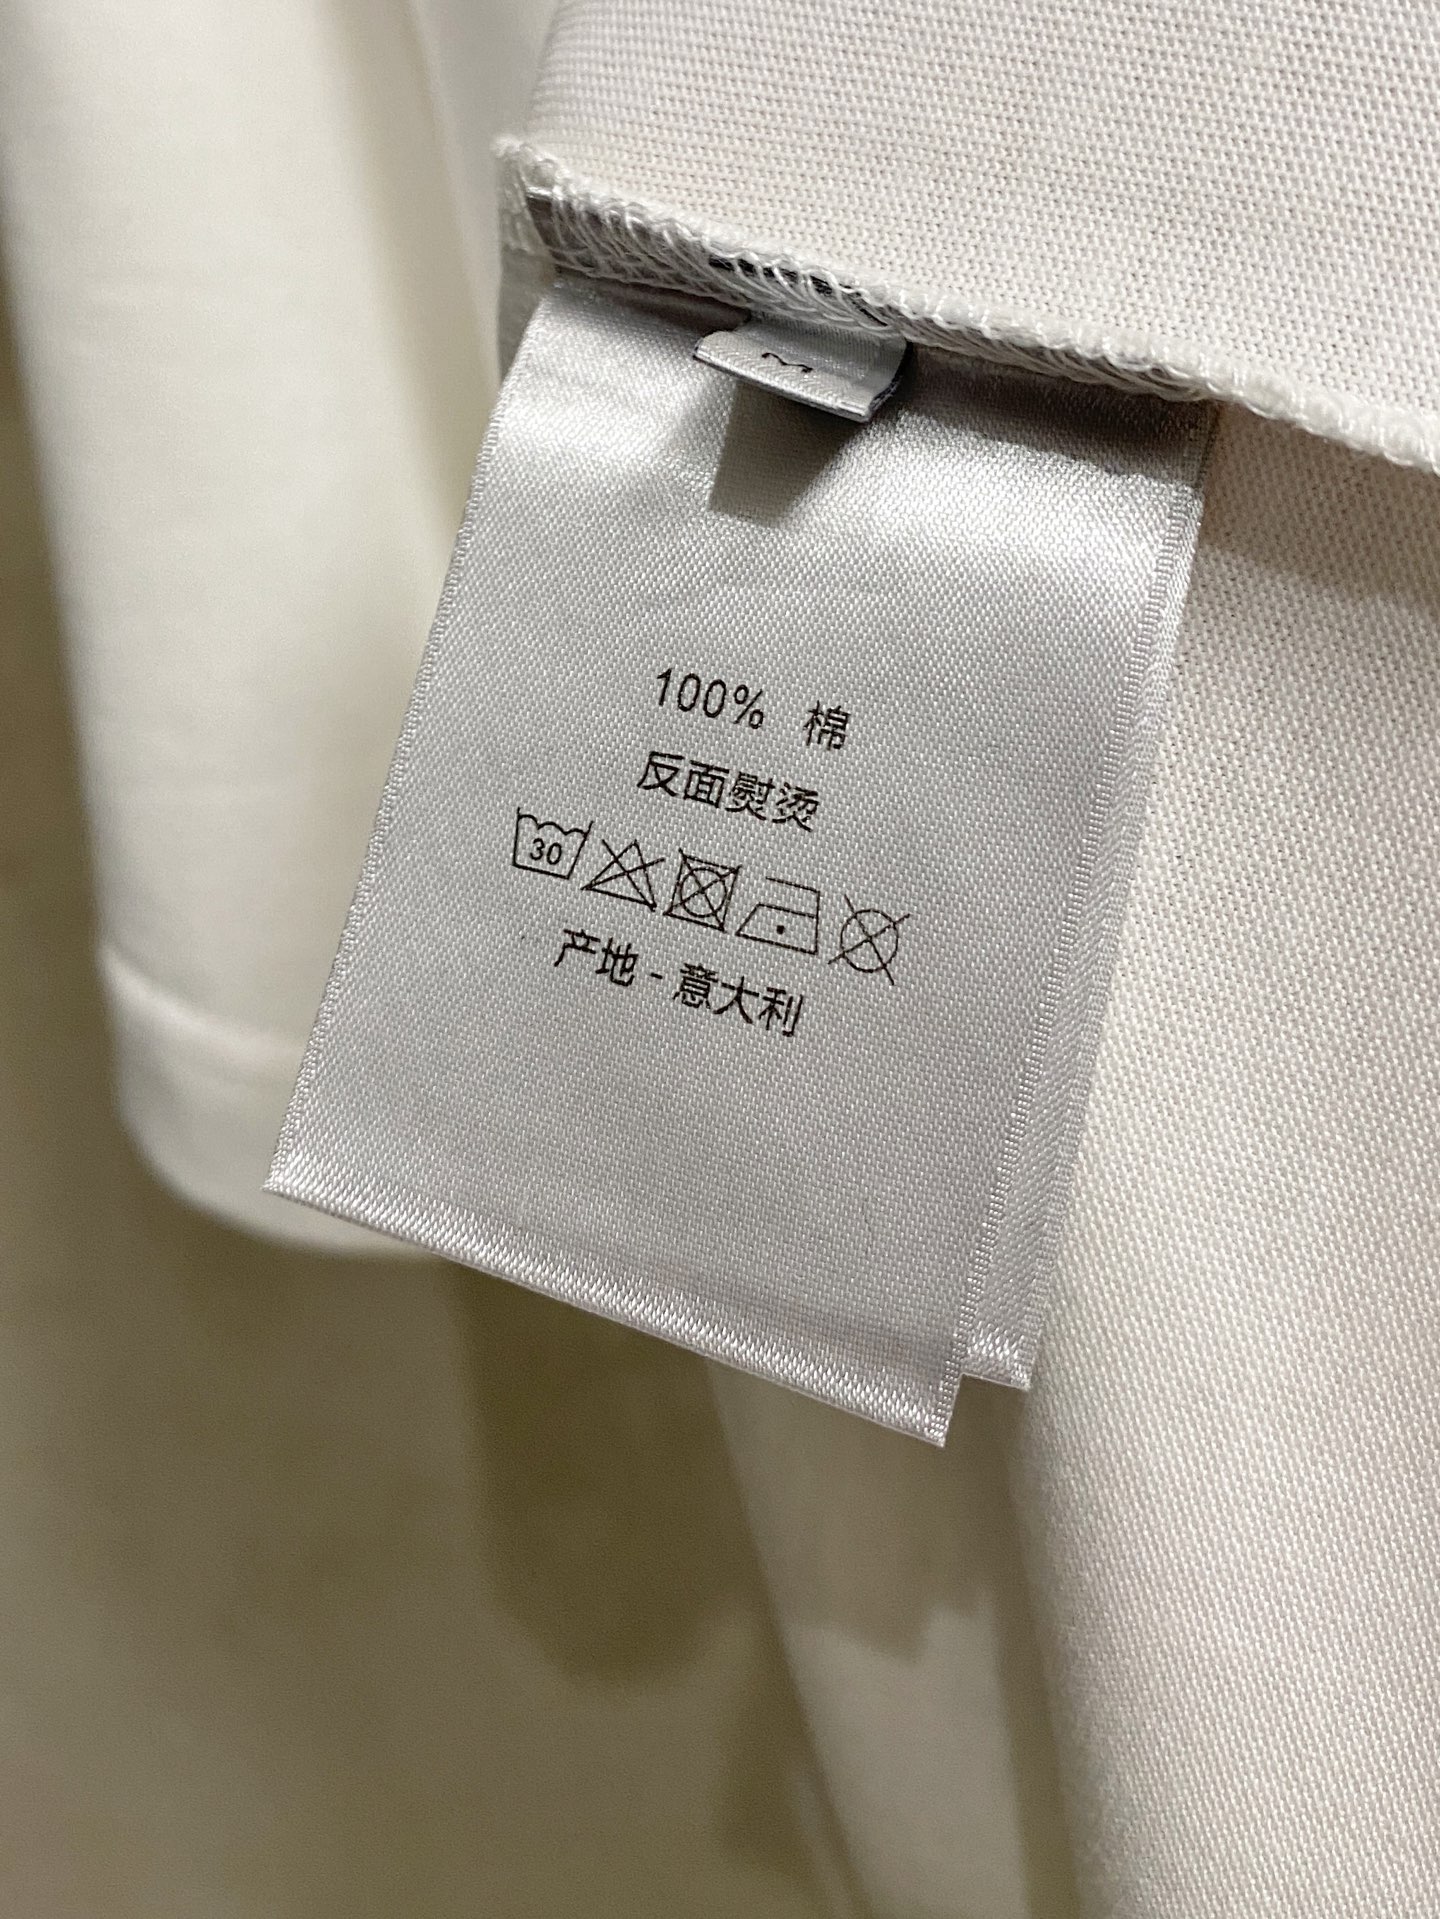 100% 棉
反面熨烫
30
产地 - 意大利